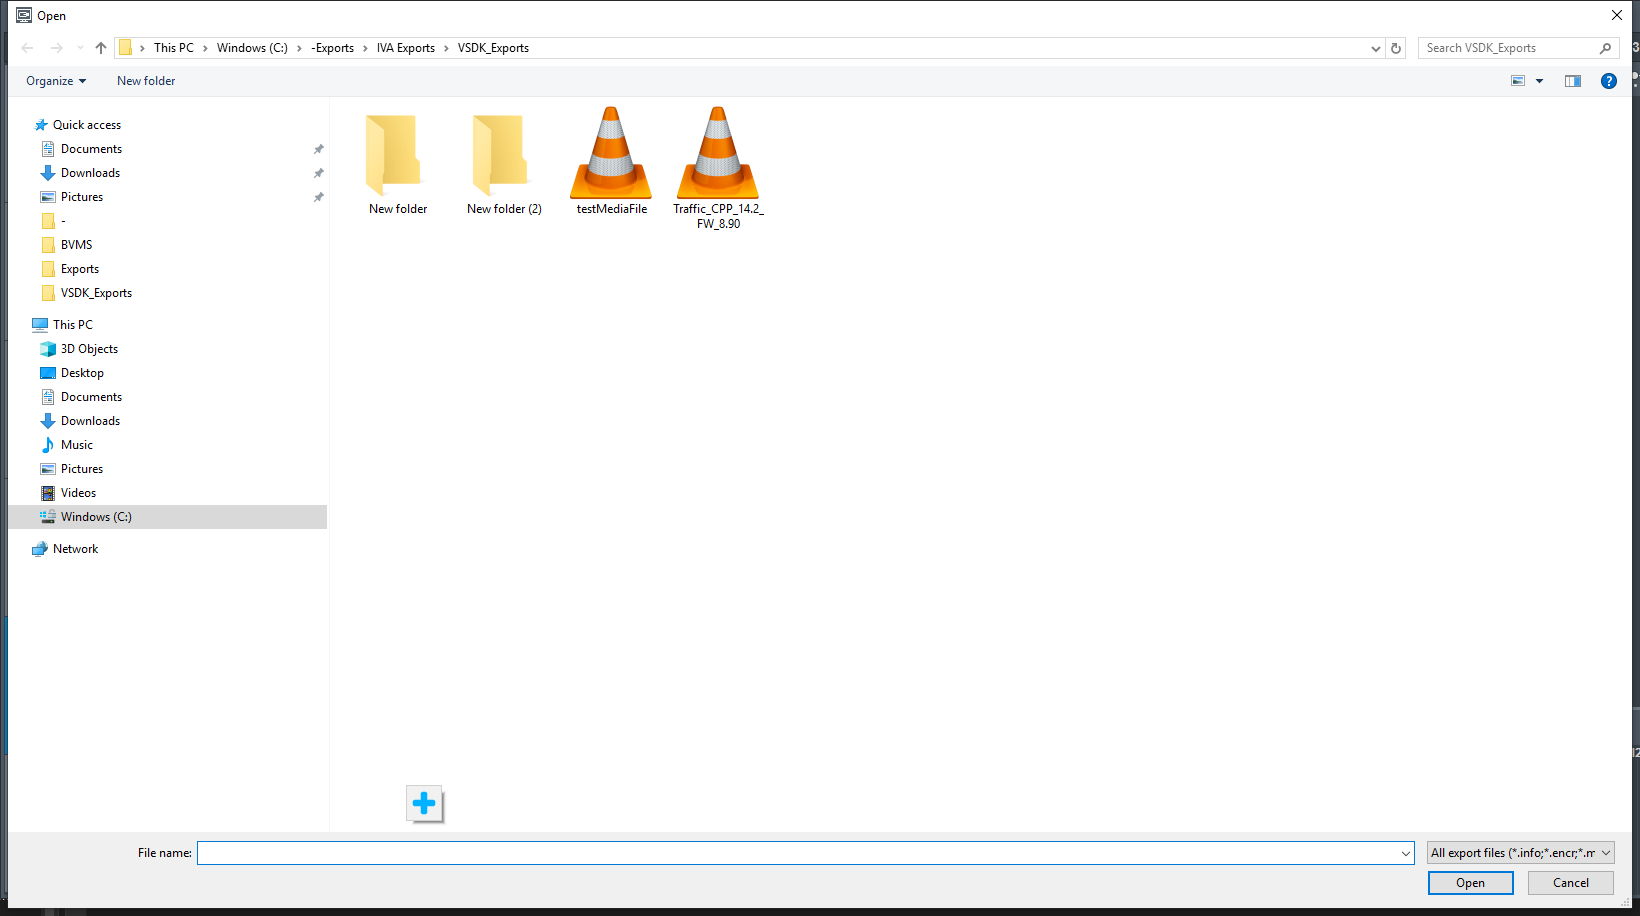 Open
This PC > Windows (C:) > -Exports > IVA Exports > VSDK_Exports
Search VSDK_Exports
Organize
New folder
Quick access
Documents
Downloads
Pictures
-
BVMS
Exports
VSDK_Exports
This PC
3D Objects
Desktop
Documents
Downloads
Music
Pictures
Videos
Windows (C:)
Network
New folder
New folder (2)
testMediaFile
Traffic_CPP_14.2_
FW_8.90
File name:
All export files (*.info;*.encr;*.m
Open
Cancel